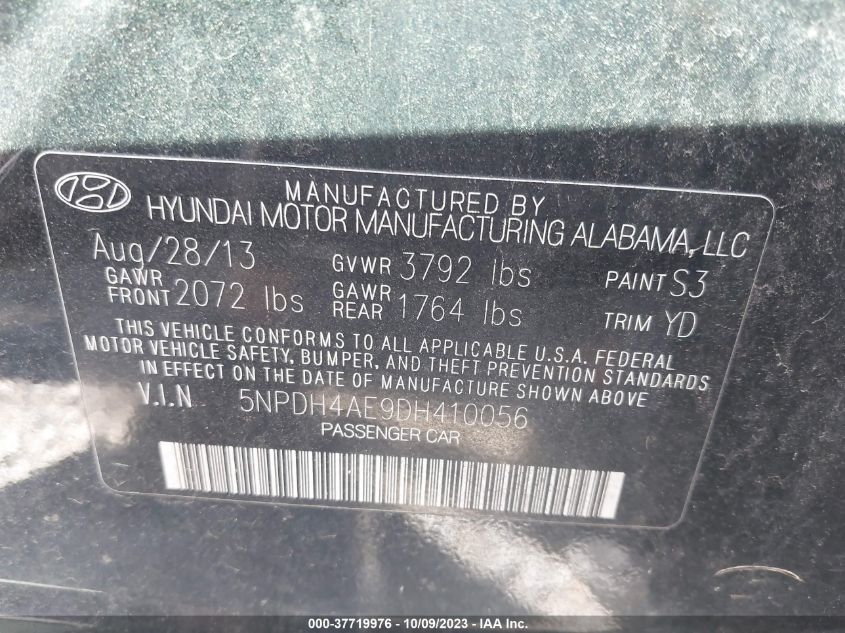 MANUFACTURED BY
HYUNDAI MOTOR MANUFACTURING ALABAMA, LLC
Aug/28/13 GVWR 3792 lbs PAINT S3
GAWR FRONT 2072 lbs GAWR REAR 1764 lbs TRIM YD
THIS VEHICLE CONFORMS TO ALL APPLICABLE U.S.A. FEDERAL
MOTOR VEHICLE SAFETY, BUMPER, AND THEFT PREVENTION STANDARDS
IN EFFECT ON THE DATE OF MANUFACTURE SHOWN ABOVE
V.I.N 5NPDH4AE9DH410056
PASSENGER CAR
000-37719976 - 10/09/2023 - IAA Inc.